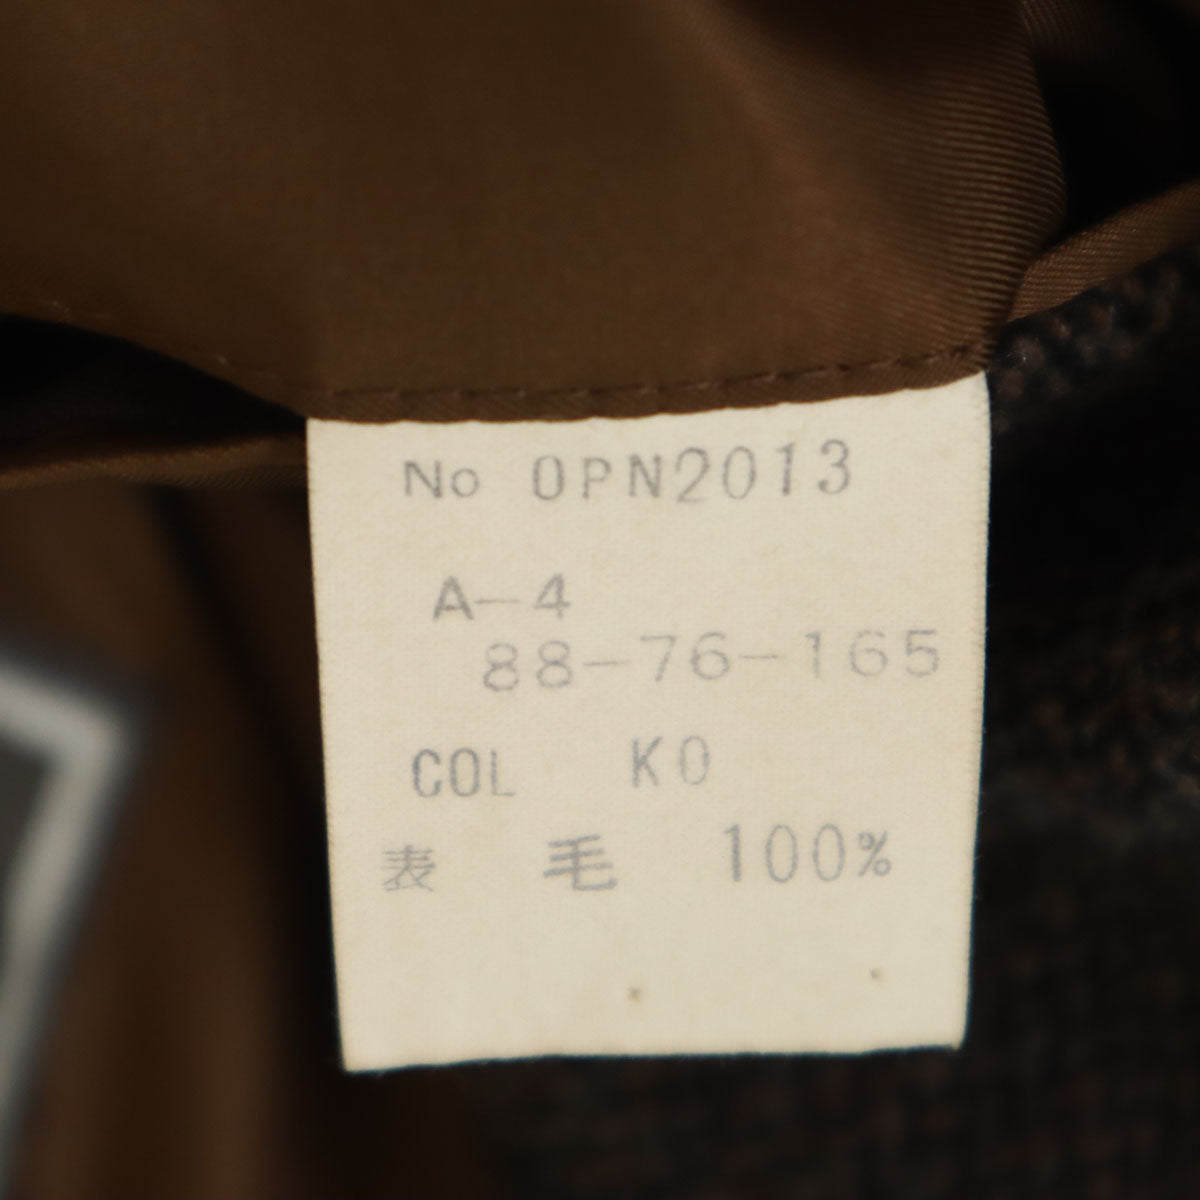 No 0PN2013
A-4
88-76-165
COL K0
表 毛 100%